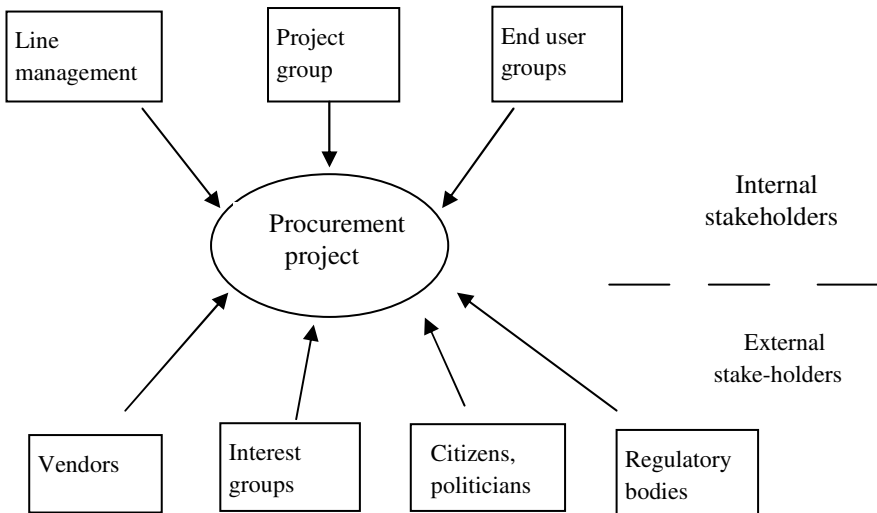 Line
management
Project
group
End user
groups
Internal
stakeholders
Procurement
project
External
stake-holders
Vendors
Interest
groups
Citizens,
politicians
Regulatory
bodies